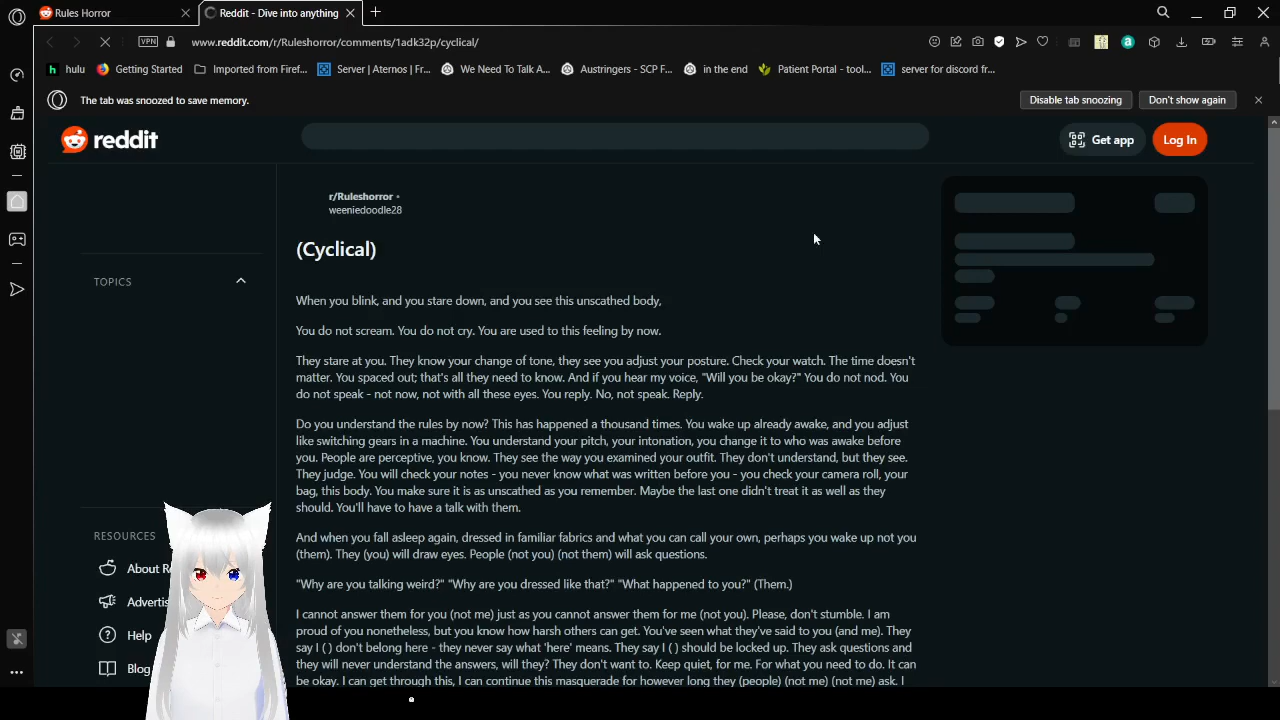 Rules Horror
Reddit - Dive into anything
VPN
www.reddit.com/r/Ruleshorror/comments/1adk32p/cyclical/
hulu
Getting Started
Imported from Firef...
Server | Aternos | Fr...
We Need To Talk A...
Austringers - SCP F...
in the end
Patient Portal - tool...
server for discord fr...
The tab was snoozed to save memory.
Disable tab snoozing
Don't show again
reddit
Get app
Log In
r/Ruleshorror •
weeniedoodle28
(Cyclical)
TOPICS
When you blink, and you stare down, and you see this unscathed body,
You do not scream. You do not cry. You are used to this feeling by now.
They stare at you. They know your change of tone, they see you adjust your posture. Check your watch. The time doesn't
matter. You spaced out; that's all they need to know. And if you hear my voice, "Will you be okay?" You do not nod. You
do not speak - not now, not with all these eyes. You reply. No, not speak. Reply.
Do you understand the rules by now? This has happened a thousand times. You wake up already awake, and you adjust
like switching gears in a machine. You understand your pitch, your intonation, you change it to who was awake before
you. People are perceptive, you know. They see the way you examined your outfit. They don't understand, but they see.
They judge. You will check your notes - you never know what was written before you - you check your camera roll, your
bag, this body. You make sure it is as unscathed as you remember. Maybe the last one didn't treat it as well as they
should. You'll have to have a talk with them.
And when you fall asleep again, dressed in familiar fabrics and what you can call your own, perhaps you wake up not you
(them). They (you) will draw eyes. People (not you) (not them) will ask questions.
"Why are you talking weird?" "Why are you dressed like that?" "What happened to you?" (Them.)
I cannot answer them for you (not me) just as you cannot answer them for me (not you). Please, don't stumble. I am
proud of you nonetheless, but you know how harsh others can get. You've seen what they've said to you (and me). They
say I ( ) don't belong here - they never say what 'here' means. They say I ( ) should be locked up. They ask questions and
they will never understand the answers, will they? They don't want to. Keep quiet, for me. For what you need to do. It can
be okay. I can get through this, I can continue this masquerade for however long they (people) (not me) (not me) ask. I
RESOURCES
About Re
Advertis
Help
Blog